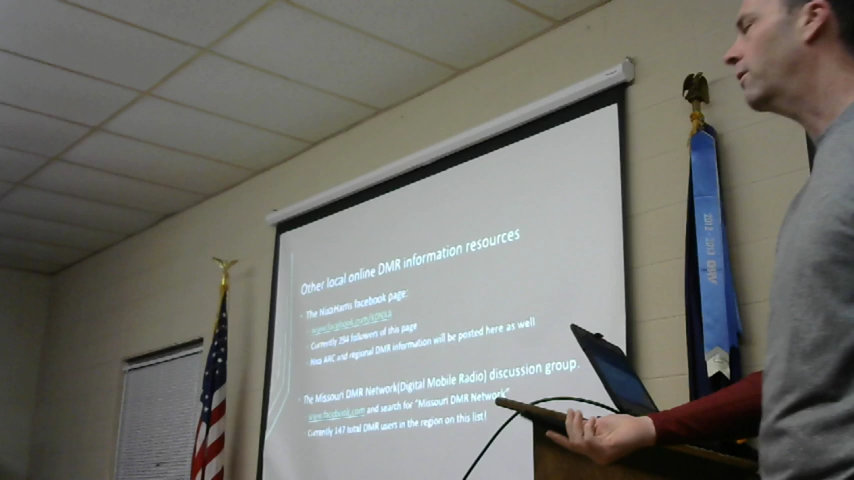 Other local online DMR information resources
The NixaHams facebook page:
Currently 294 followers of this page
Nixa ARC and regional DMR information will be posted here as well
The Missouri DMR Network(Digital Mobile Radio) discussion group.
www.facebook.com and search for "Missouri DMR Network"
Currently 147 total DMR users in the region on this list!